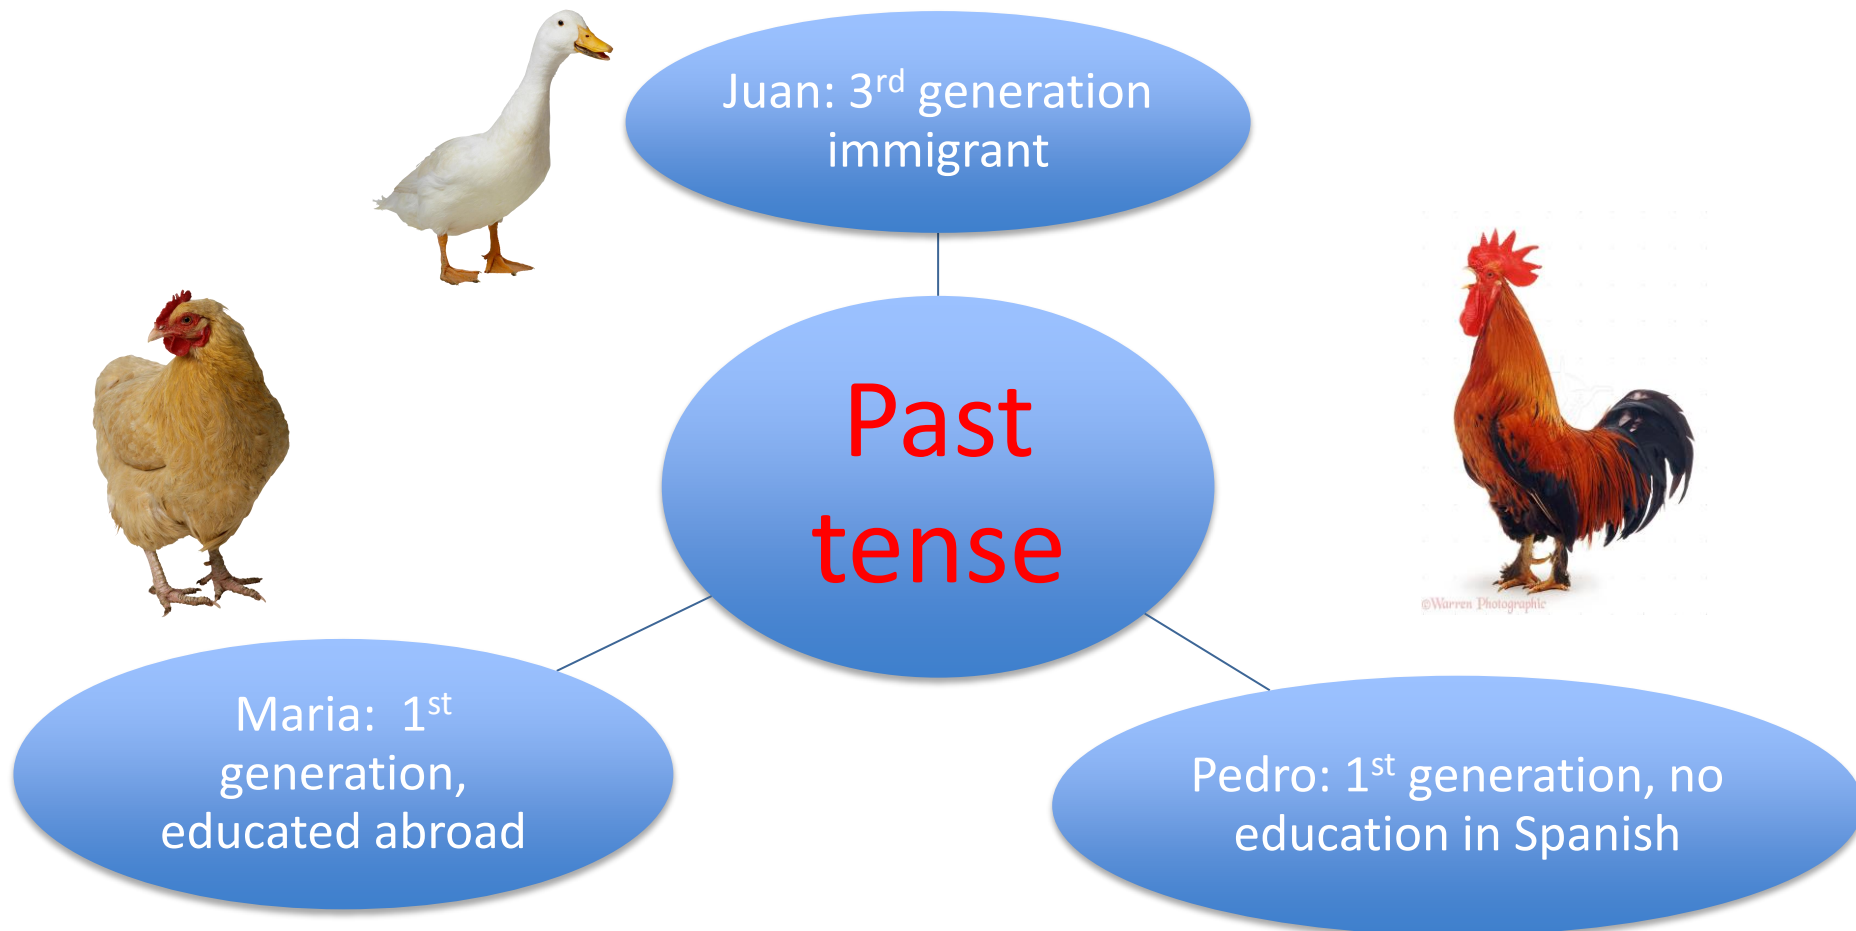 Juan: 3rd generation
immigrant
Past
tense
Maria:  1st
generation,
educated abroad
Pedro: 1st generation, no
education in Spanish
©Warren Photographic